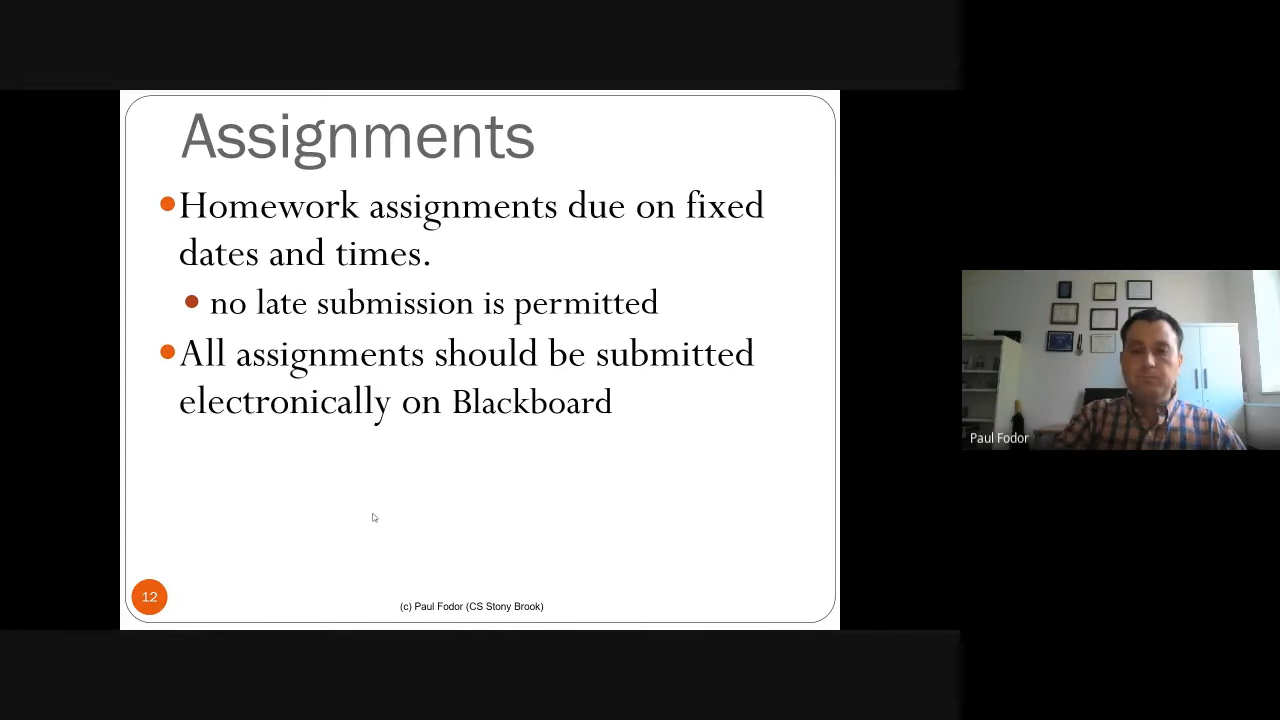 Assignments
Homework assignments due on fixed
dates and times.
no late submission is permitted
All assignments should be submitted
electronically on Blackboard
12
(c) Paul Fodor (CS Stony Brook)
Paul Fodor